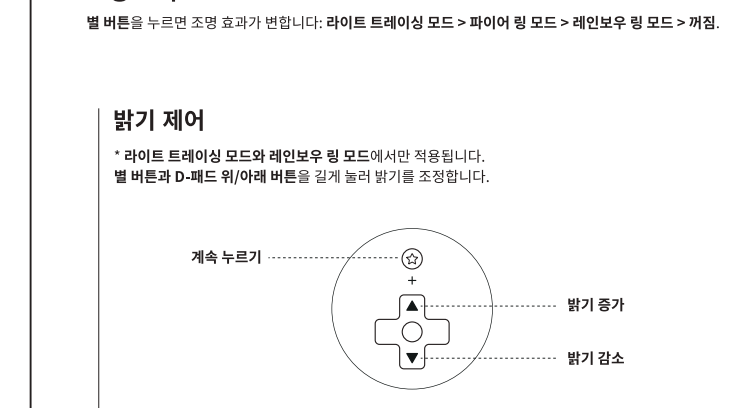 별 버튼을 누르면 조명 효과가 변합니다: 라이트 트레이싱 모드 > 파이어 링 모드 > 레인보우 링 모드 > 꺼짐.
밝기 제어
* 라이트 트레이싱 모드와 레인보우 링 모드에서만 적용됩니다.
별 버튼과 D-패드 위/아래 버튼을 길게 눌러 밝기를 조정합니다.
계속 누르기
+
밝기 증가
밝기 감소